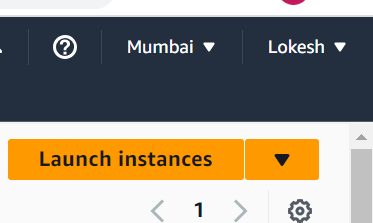 Mumbai ▼ Lokesh ▼
Launch instances ▼
1